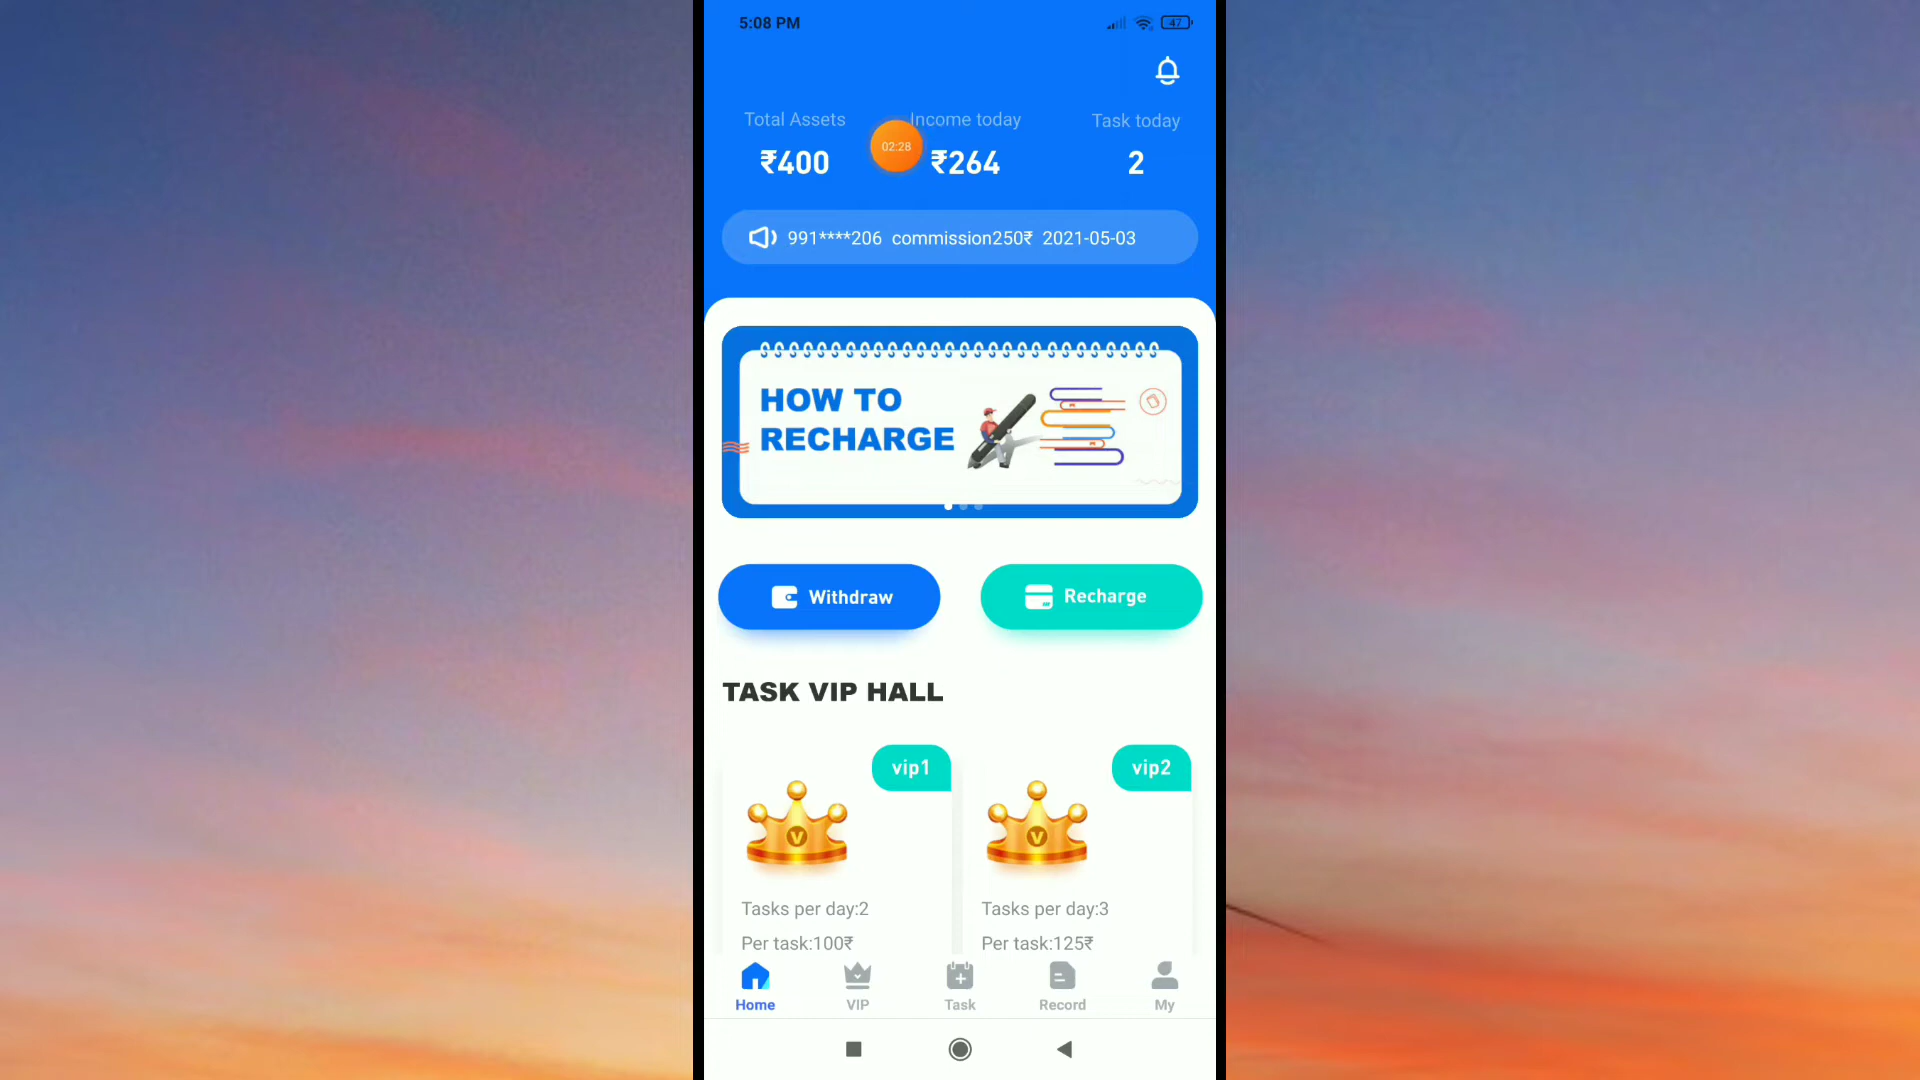 5:08 PM
47
Total Assets
Income today
Task today
₹400
02:28
₹264
2
991****206 commission250₹ 2021-05-03
HOW TO
RECHARGE
Withdraw
Recharge
TASK VIP HALL
vip1
vip2
V
V
Tasks per day:2
Tasks per day:3
Per task:100₹
Per task:125₹
Home
VIP
Task
Record
My